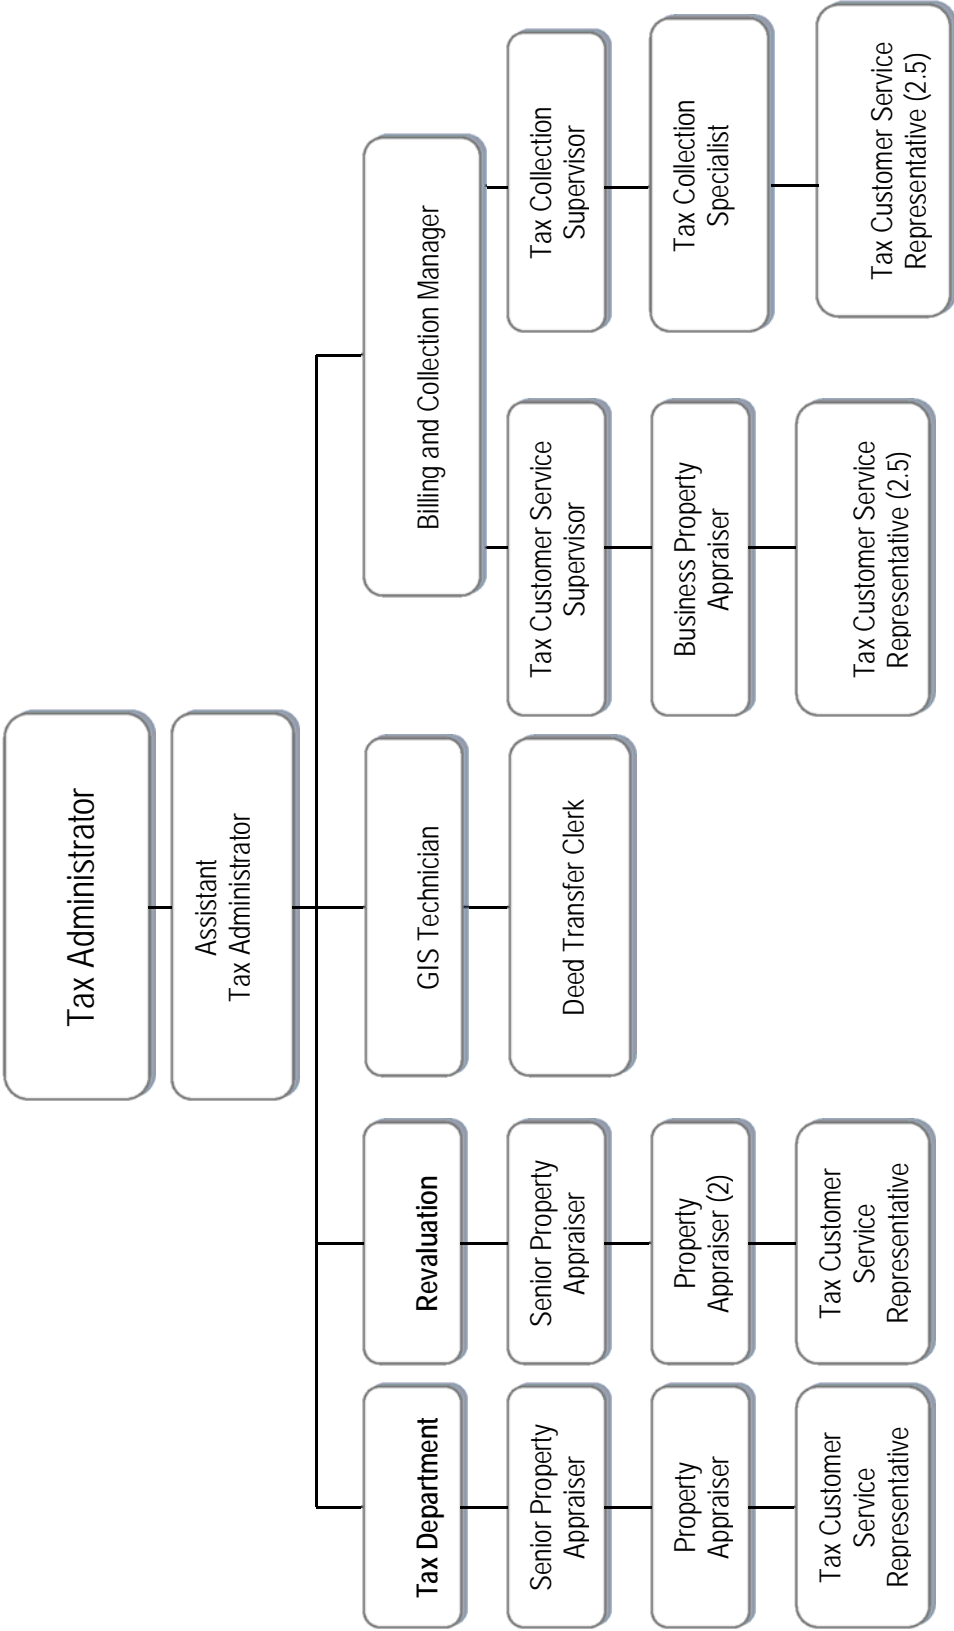 Tax Administrator
Assistant
Tax Administrator
Tax Department
Revaluation
GIS Technician
Billing and Collection Manager
Senior Property
Appraiser
Senior Property
Appraiser
Deed Transfer Clerk
Tax Customer Service
Supervisor
Tax Collection
Supervisor
Property
Appraiser
Property
Appraiser (2)
Business Property
Appraiser
Tax Collection
Specialist
Tax Customer
Service
Representative
Tax Customer
Service
Representative
Tax Customer Service
Representative (2.5)
Tax Customer Service
Representative (2.5)